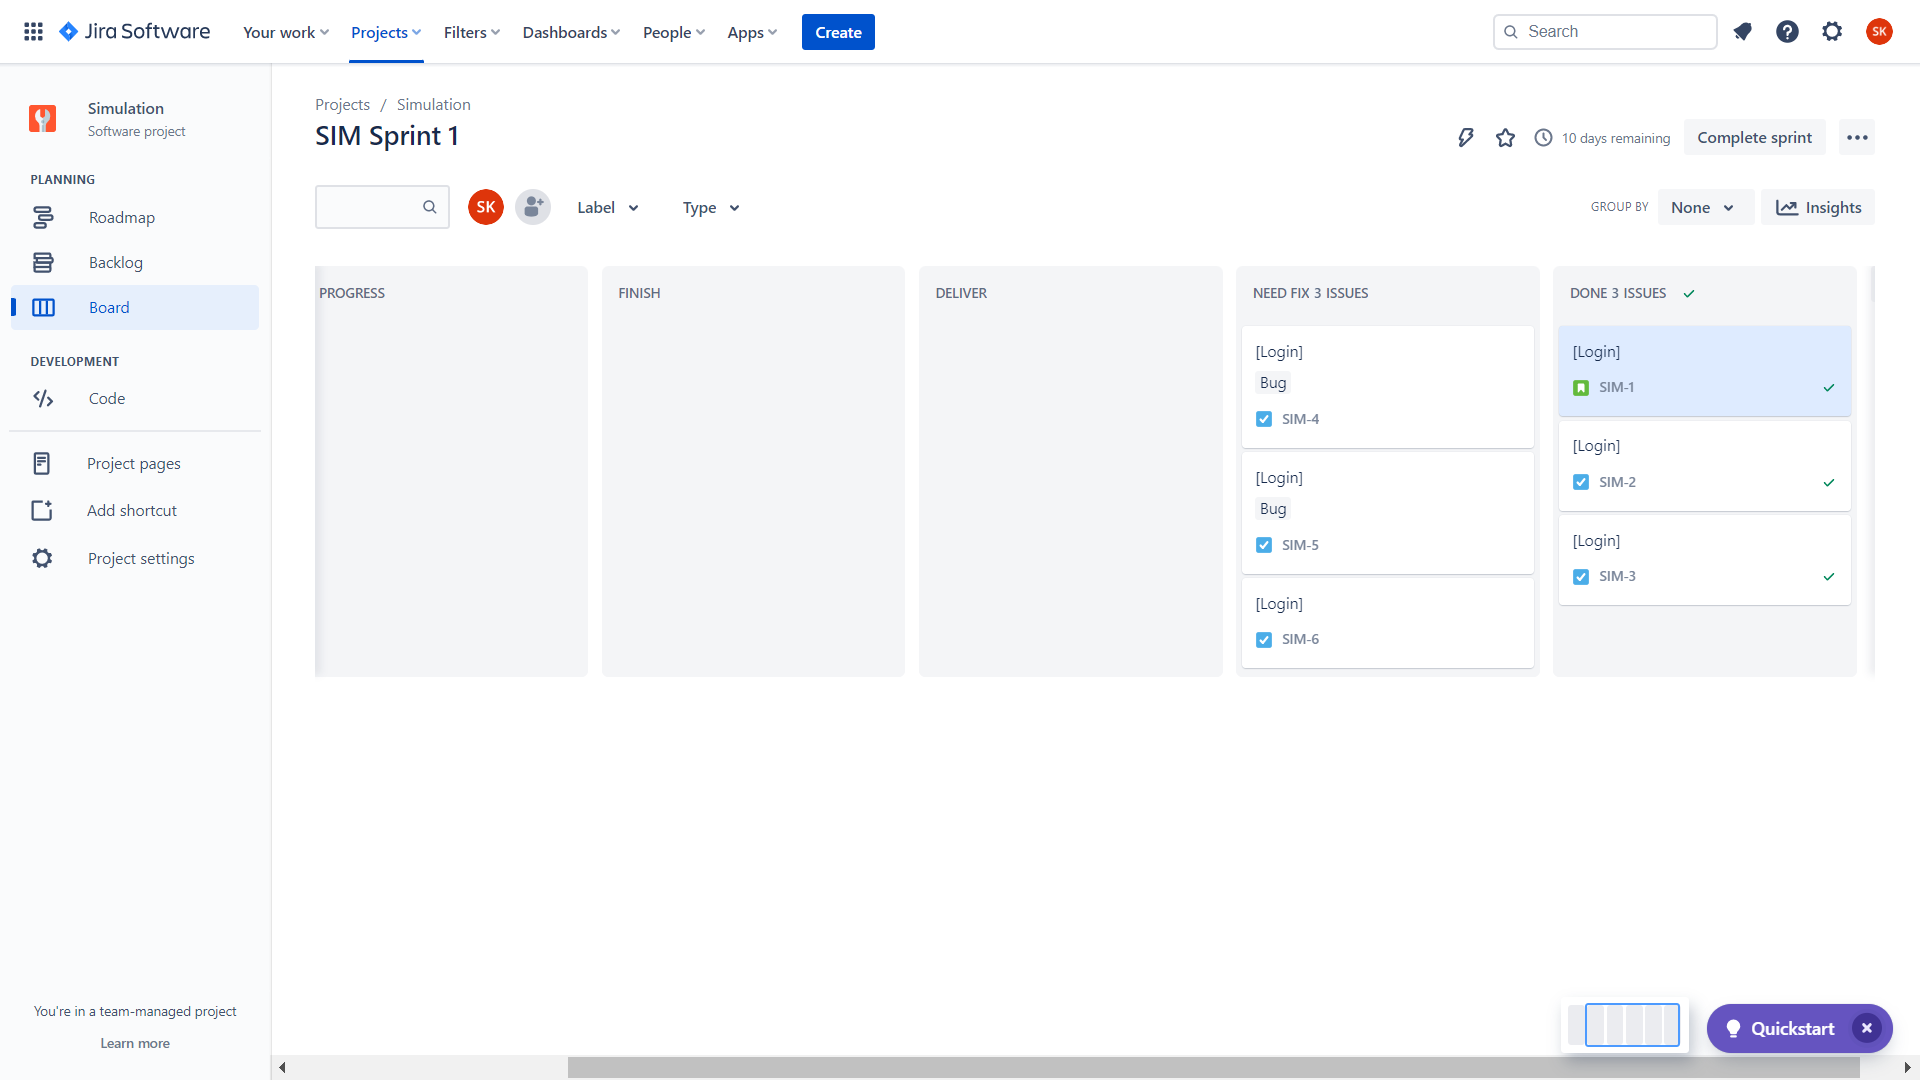 Jira Software
Your work
Projects
Filters
Dashboards
People
Apps
Create
Search
SK
Simulation
Software project
PLANNING
Roadmap
Backlog
Board
DEVELOPMENT
Code
Project pages
Add shortcut
Project settings
You're in a team-managed project
Learn more
Projects / Simulation
SIM Sprint 1
10 days remaining
Complete sprint
SK
Label
Type
GROUP BY
None
Insights
PROGRESS
FINISH
DELIVER
NEED FIX 3 ISSUES
[Login]
Bug
SIM-4
[Login]
Bug
SIM-5
[Login]
SIM-6
DONE 3 ISSUES
[Login]
SIM-1
[Login]
SIM-2
[Login]
SIM-3
Quickstart